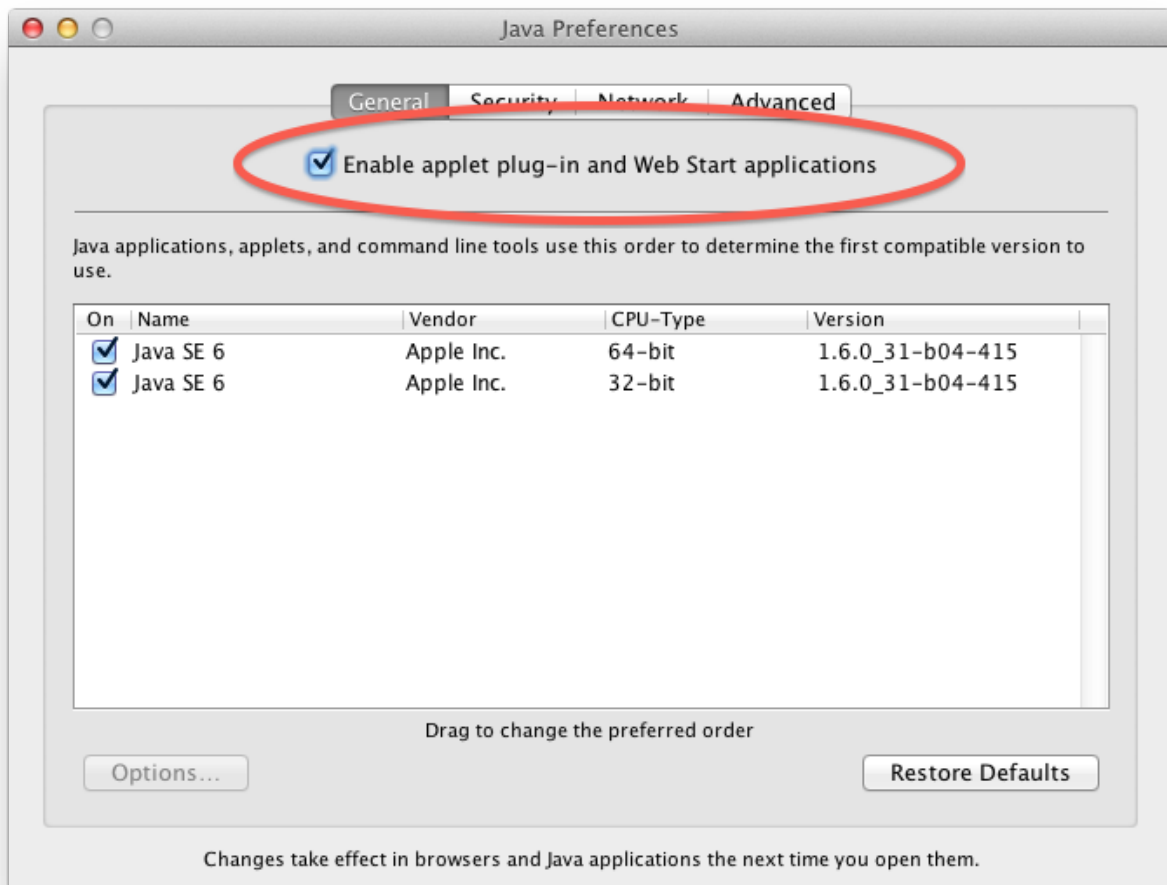 Java Preferences
General Security Network Advanced
Enable applet plug-in and Web Start applications
Java applications, applets, and command line tools use this order to determine the first compatible version to
use.
On Name Vendor CPU-Type Version
Java SE 6 Apple Inc. 64-bit 1.6.0_31-b04-415
Java SE 6 Apple Inc. 32-bit 1.6.0_31-b04-415
Drag to change the preferred order
Options... Restore Defaults
Changes take effect in browsers and Java applications the next time you open them.